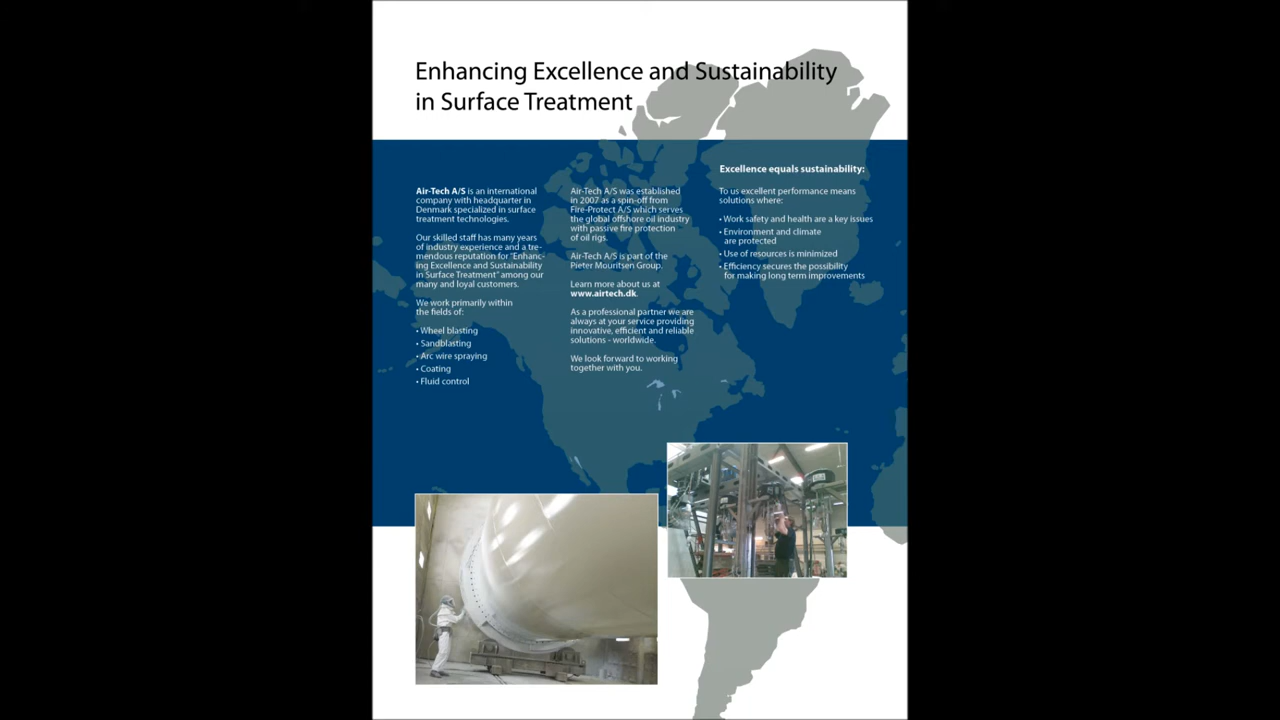 Enhancing Excellence and Sustainability
in Surface Treatment
Air-Tech A/S is an international
company with headquarter in
Denmark specialized in surface
treatment technologies.
Our skilled staff has many years
of industry experience and a tre-
mendous reputation for "Enhanc-
ing Excellence and Sustainability
in Surface Treatment" among our
many and loyal customers.
We work primarily within
the fields of:
• Wheel blasting
• Sandblasting
• Arc wire spraying
• Coating
• Fluid control
Air-Tech A/S was established
in 2007 as a spin-off from
Fire-Protect A/S which serves
the global offshore oil industry
with passive fire protection
of oil rigs.
Air-Tech A/S is part of the
Pieter Mouritsen Group.
Learn more about us at
www.airtech.dk.
As a professional partner we are
always at your service providing
innovative, efficient and reliable
solutions - worldwide.
We look forward to working
together with you.
Excellence equals sustainability:
To us excellent performance means
solutions where:
• Work safety and health are a key issues
• Environment and climate
are protected
• Use of resources is minimized
• Efficiency secures the possibility
for making long term improvements